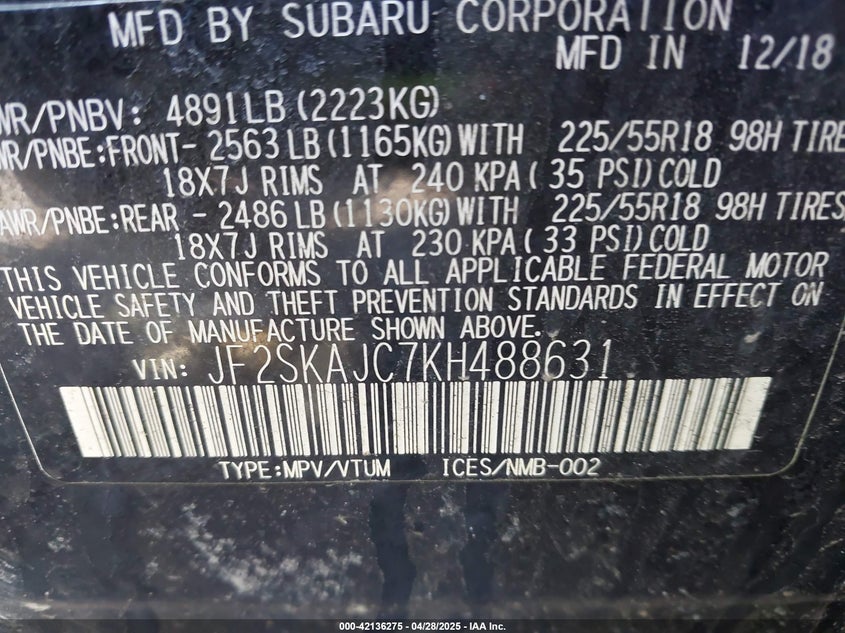 MFD BY SUBARU CORPORATION
MFD IN 12/18
WR/PNBV: 4891LB (2223KG)
WR/PNBE:FRONT- 2563 LB (1165KG) WITH 225/55R18 98H TIRE
18X7J RIMS AT 240 KPA ( 35 PSI) COLD
AWR/PNBE:REAR - 2486 LB (1130KG) WITH 225/55R18 98H TIRES
18X7J RIMS AT 230 KPA ( 33 PSI) COLD
THIS VEHICLE CONFORMS TO ALL APPLICABLE FEDERAL MOTOR
VEHICLE SAFETY AND THEFT PREVENTION STANDARDS IN EFFECT ON
THE DATE OF MANUFACTURE SHOWN ABOVE.
VIN: JF2SKAJC7KH488631
TYPE:MPV/VTUM ICES/NMB-002
000-42136275 - 04/28/2025 - IAA Inc.